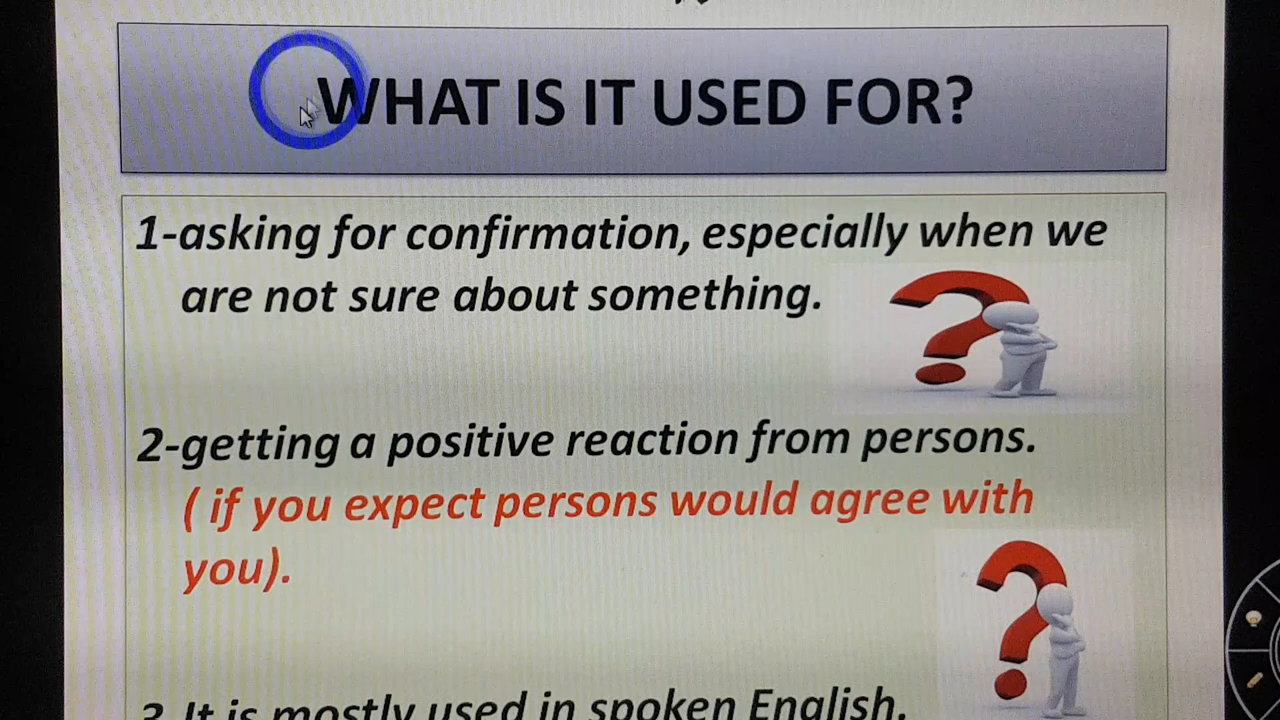 WHAT IS IT USED FOR?
1-asking for confirmation, especially when we
are not sure about something.
2-getting a positive reaction from persons.
( if you expect persons would agree with
you).
3 It is mostly used in spoken English.